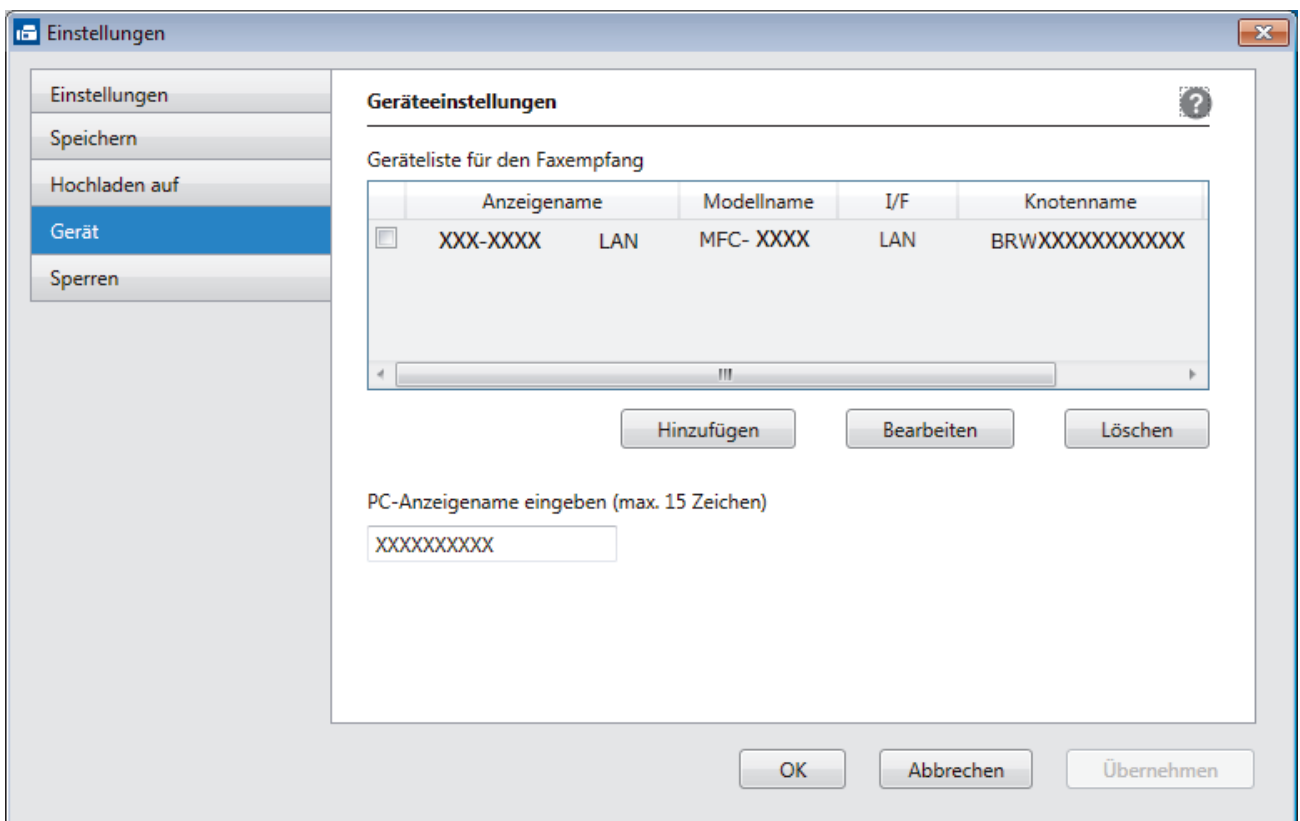 Einstellungen
Einstellungen
Speichern
Hochladen auf
Gerät
Sperren
Geräteeinstellungen
?
Geräteliste für den Faxempfang
Anzeigename Modellname I/F Knotenname
XXX-XXXX LAN MFC- XXXX LAN BRWXXXXXXXXXXX
Hinzufügen Bearbeiten Löschen
PC-Anzeigename eingeben (max. 15 Zeichen)
XXXXXXXXXX
OK Abbrechen Übernehmen